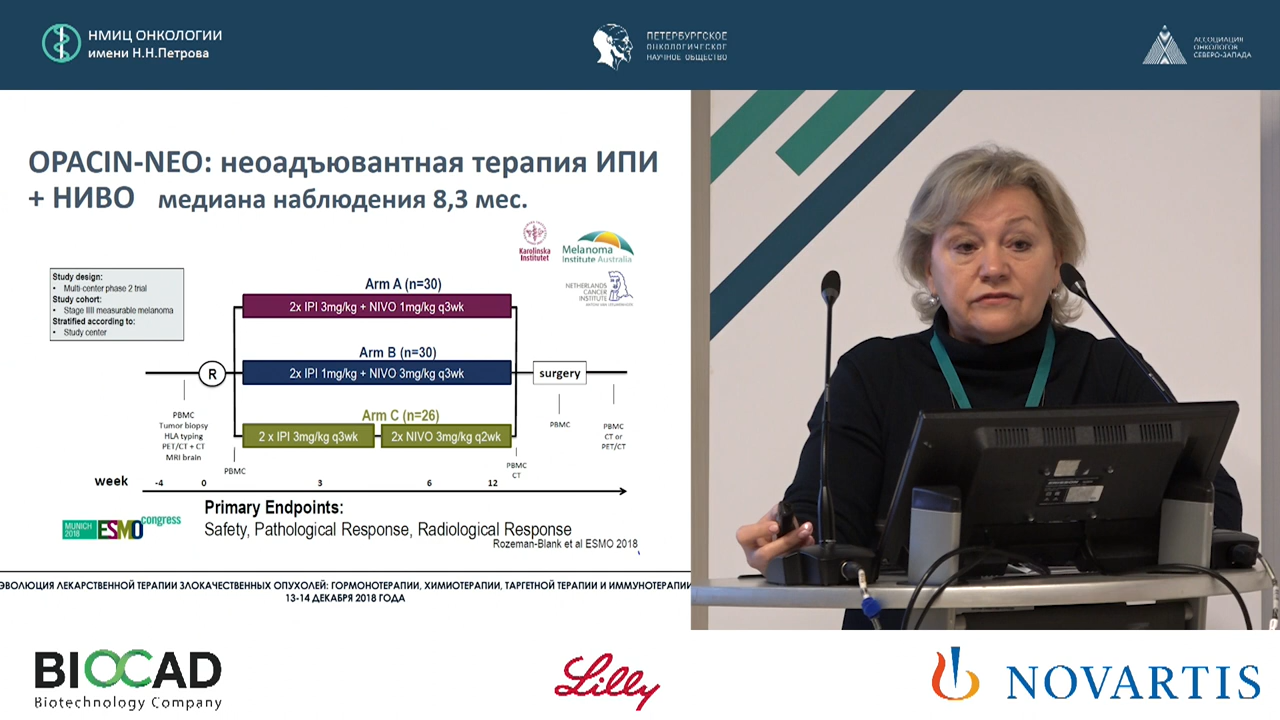 НМИЦ ОНКОЛОГИИ
имени Н.Н.Петрова
ПЕТЕРБУРГСКОЕ
ОНКОЛОГИЧЕСКОЕ
НАУЧНОЕ ОБЩЕСТВО
АССОЦИАЦИЯ
ОНКОЛОГОВ
СЕВЕРО-ЗАПАДА
OPACIN-NEO: неоадъювантная терапия ИПИ
+ НИВО медиана наблюдения 8,3 мес.
Karolinska
Institutet
Melanoma
Institute Australia
NETHERLANDS
CANCER
INSTITUTE
Study design:
• Multi-center phase 2 trial
Study cohort:
• Stage IIII measurable melanoma
Stratified according to:
• Study center
Arm A (n=30)
2x IPI 3mg/kg + NIVO 1mg/kg q3wk
Arm B (n=30)
2x IPI 1mg/kg + NIVO 3mg/kg q3wk
R
surgery
Arm C (n=26)
2 x IPI 3mg/kg q3wk
2x NIVO 3mg/kg q2wk
PBMC
Tumor biopsy
HLA typing
PET/CT + CT
MRI brain
PBMC
PBMC
CT
PBMC
PBMC
CT or
PET/CT
week
-4 0 3 6 12
Primary Endpoints:
Safety, Pathological Response, Radiological Response
Rozeman-Blank et al ESMO 2018
MUNICH
2018
ESMO congress
ЭВОЛЮЦИЯ ЛЕКАРСТВЕННОЙ ТЕРАПИИ ЗЛОКАЧЕСТВЕННЫХ ОПУХОЛЕЙ: ГОРМОНОТЕРАПИИ, ХИМИОТЕРАПИИ, ТАРГЕТНОЙ ТЕРАПИИ И ИММУНОТЕРАПИИ
13-14 ДЕКАБРЯ 2018 ГОДА
BIOCAD
Biotechnology Company
Lilly
NOVARTIS